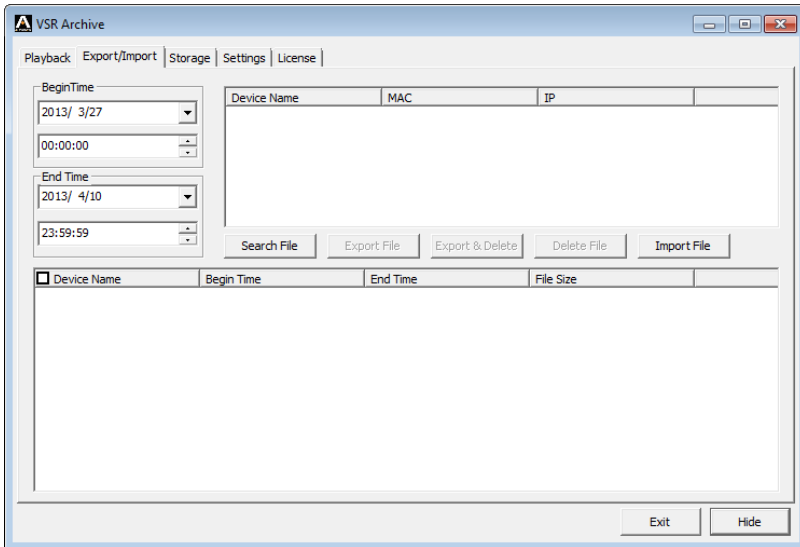 VSR Archive
Playback Export/Import Storage Settings License
BeginTime
2013/ 3/27
00:00:00
End Time
2013/ 4/10
23:59:59
Device Name MAC IP
Search File Export File Export & Delete Delete File Import File
Device Name Begin Time End Time File Size
Exit Hide